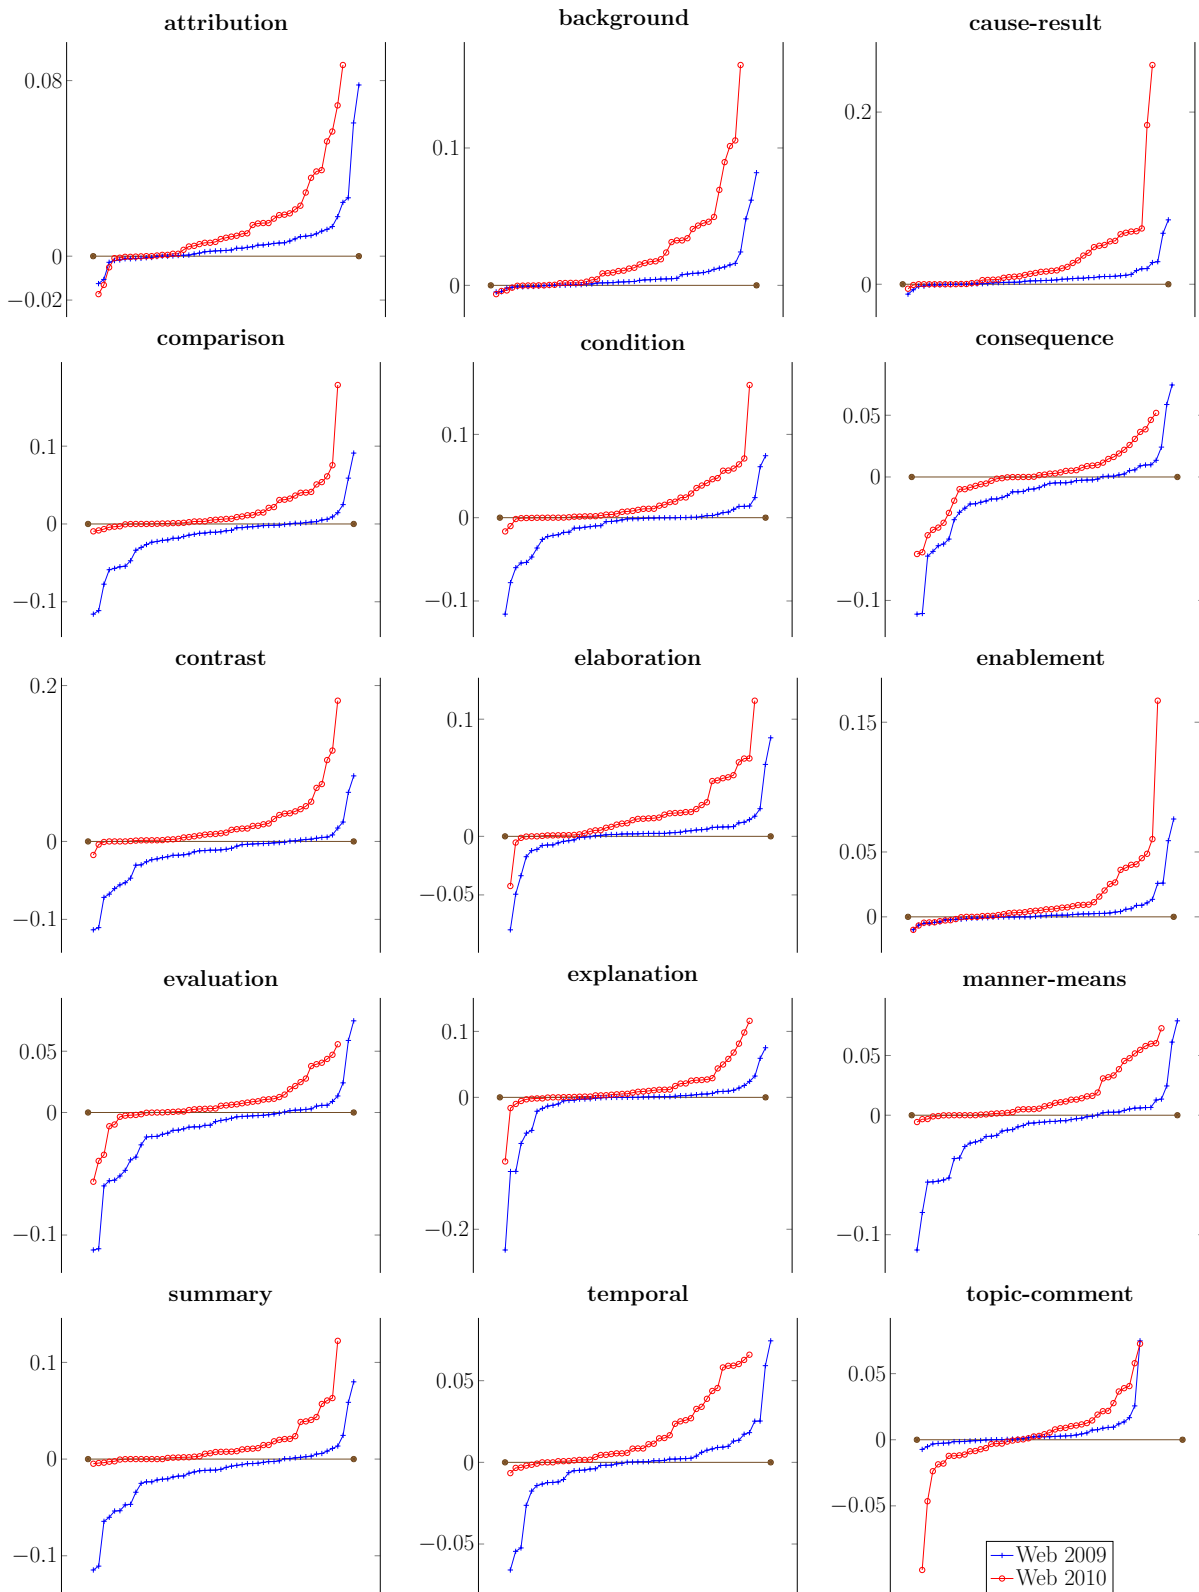 attribution
0.08
0
−0.02
background
0.1
0
cause-result
0.2
0
comparison
0.1
0
−0.1
condition
0.1
0
−0.1
consequence
0.05
0
−0.1
contrast
0.2
0
−0.1
elaboration
0.1
0
−0.05
enablement
0.15
0.05
0
evaluation
0.05
0
−0.1
explanation
0.1
0
−0.2
manner-means
0.05
0
−0.1
summary
0.1
0
−0.1
temporal
0.05
0
−0.05
topic-comment
0.05
0
−0.05
Web 2009
Web 2010